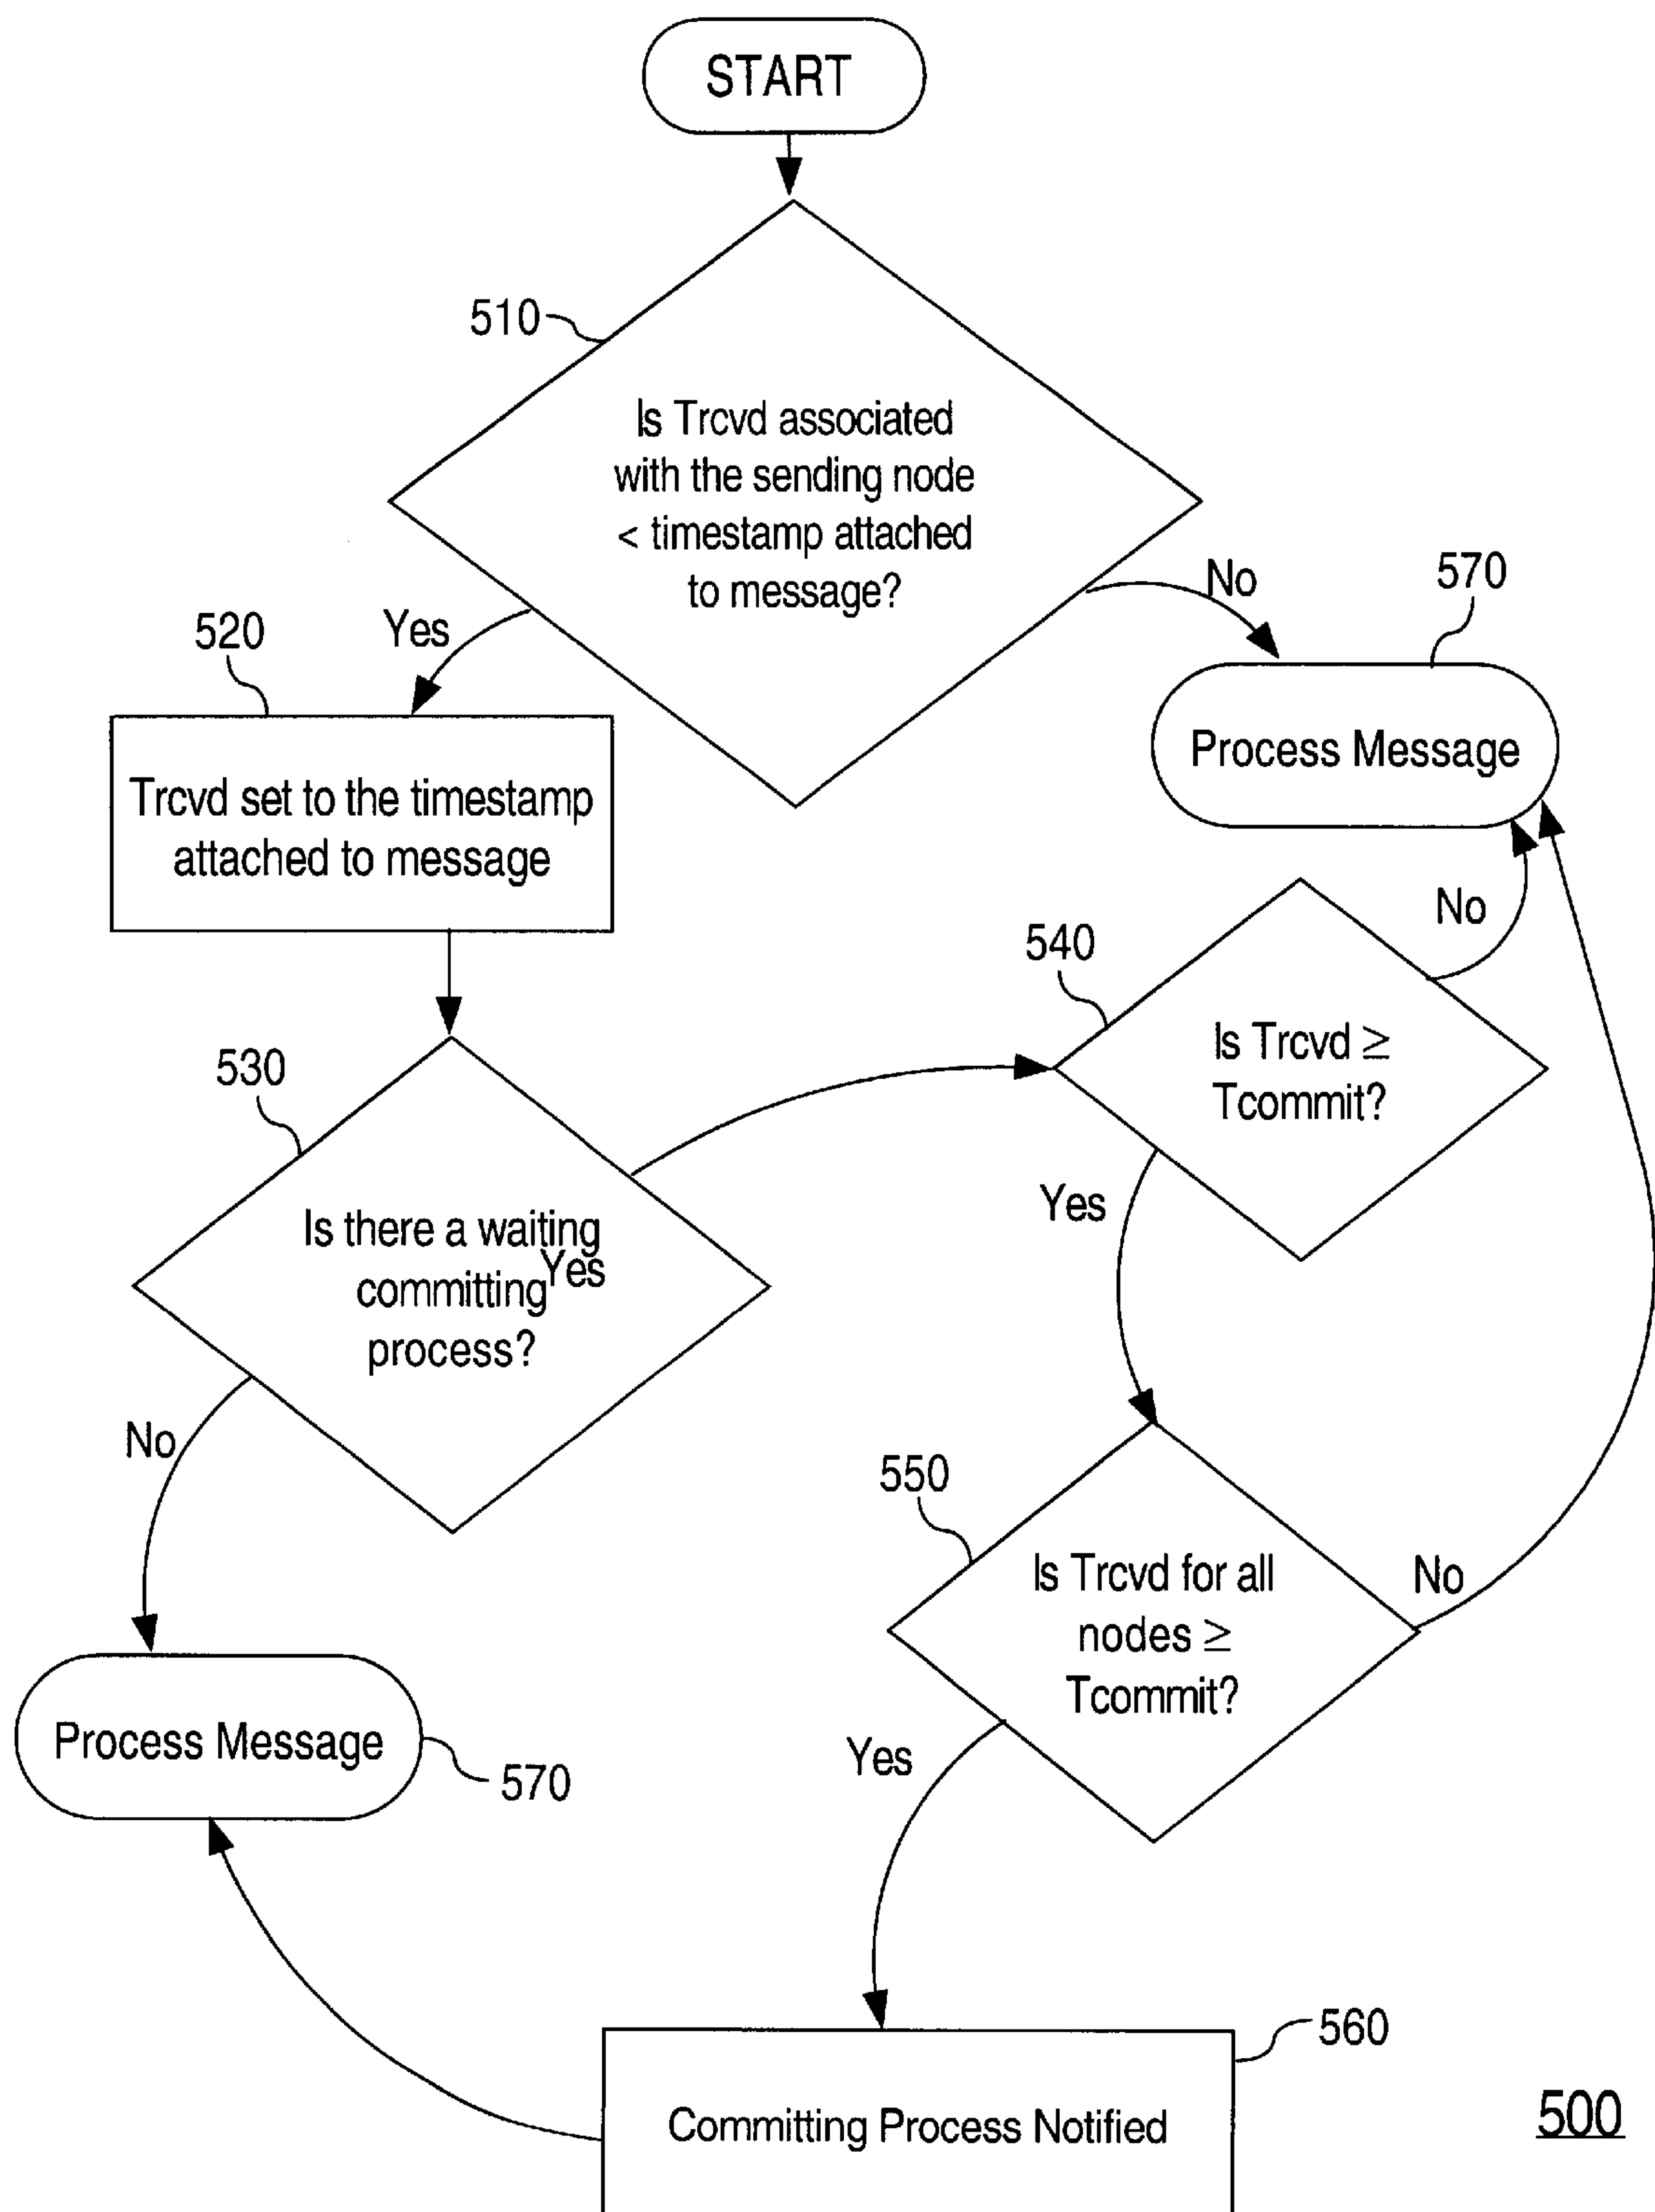 START
510
Is Trcvd associated
with the sending node
< timestamp attached
to message?
No
570
Process Message
Yes
520
Trcvd set to the timestamp
attached to message
No
540
Is Trcvd ≥
Tcommit?
530
Is there a waiting
Yes
committing
process?
Yes
No
550
Is Trcvd for all
nodes ≥
Tcommit?
No
Process Message
570
Yes
560
Committing Process Notified
500